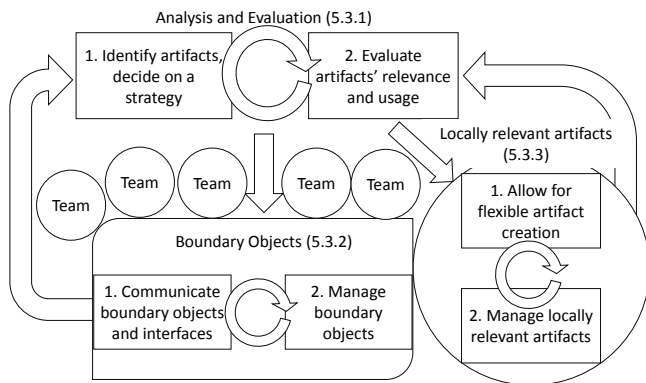 Analysis and Evaluation (5.3.1)
1. Identify artifacts,
decide on a
strategy
2. Evaluate
artifacts' relevance
and usage
Locally relevant artifacts
(5.3.3)
Team
Team
Team
Team
Team
Team
1. Allow for
flexible artifact
creation
Boundary Objects (5.3.2)
1. Communicate
boundary objects
and interfaces
2. Manage
boundary
objects
2. Manage locally
relevant artifacts